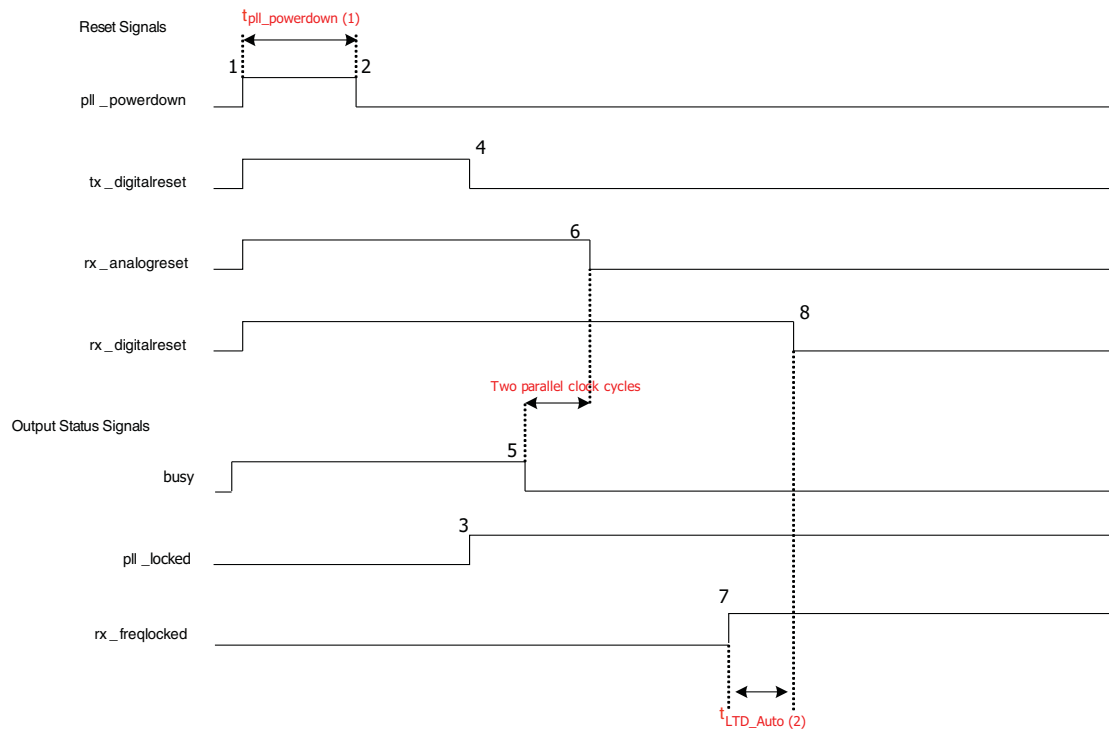 tpll_powerdown (1)
Reset Signals
1
2
pll _powerdown
4
tx _digitalreset
6
rx _analogreset
8
rx _digitalreset
Two parallel clock cycles
Output Status Signals
5
busy
3
pll _locked
7
rx _ freqlocked
tLTD_Auto (2)